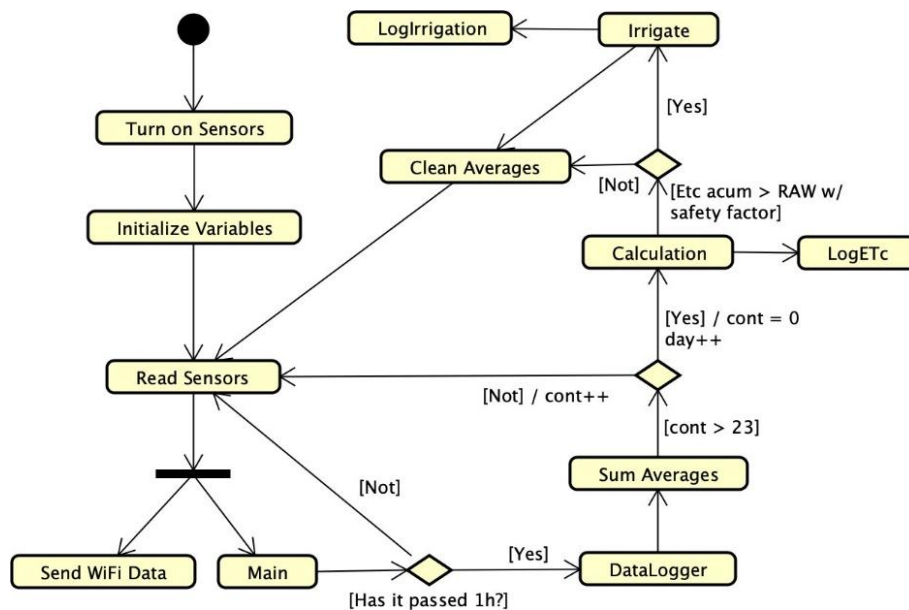 LogIrrigation
Irrigate
Turn on Sensors
[Yes]
Clean Averages
[Not]
[Etc acum > RAW w/
safety factor]
Initialize Variables
Calculation
LogETc
[Yes] / cont = 0
day++
Read Sensors
[Not] / cont++
[cont > 23]
Sum Averages
[Not]
Send WiFi Data
Main
[Yes]
DataLogger
[Has it passed 1h?]